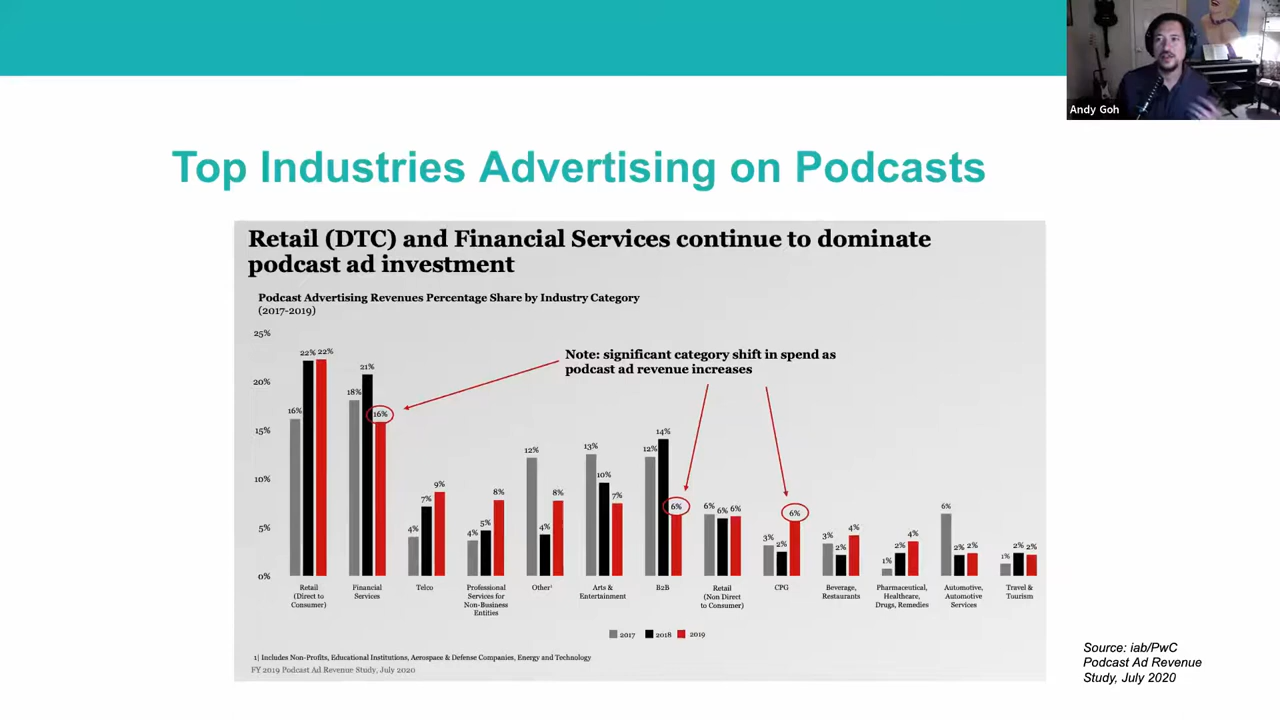 Andy Goh
Top Industries Advertising on Podcasts
Retail (DTC) and Financial Services continue to dominate
podcast ad investment
Podcast Advertising Revenues Percentage Share by Industry Category
(2017-2019)
Note: significant category shift in spend as
podcast ad revenue increases
25%
20%
15%
10%
5%
0%
16% 22% 22%
18% 21% 16%
4% 7% 9%
4% 5% 8%
12% 4% 8%
13% 10% 7%
12% 14% 6%
6% 6% 6%
3% 2% 6%
3% 2% 4%
1% 2% 4%
6% 2% 2%
1% 2% 2%
Retail
(Direct to
Consumer)
Financial
Services
Telco
Professional
Services for
Non-Business
Entities
Other¹
Arts &
Entertainment
B2B
Retail
(Non Direct
to Consumer)
CPG
Beverage,
Restaurants
Pharmaceutical,
Healthcare,
Drugs, Remedies
Automotive,
Automotive
Services
Travel &
Tourism
2017 2018 2019
1| Includes Non-Profits, Educational Institutions, Aerospace & Defense Companies, Energy and Technology
FY 2019 Podcast Ad Revenue Study, July 2020
Source: iab/PwC
Podcast Ad Revenue
Study, July 2020